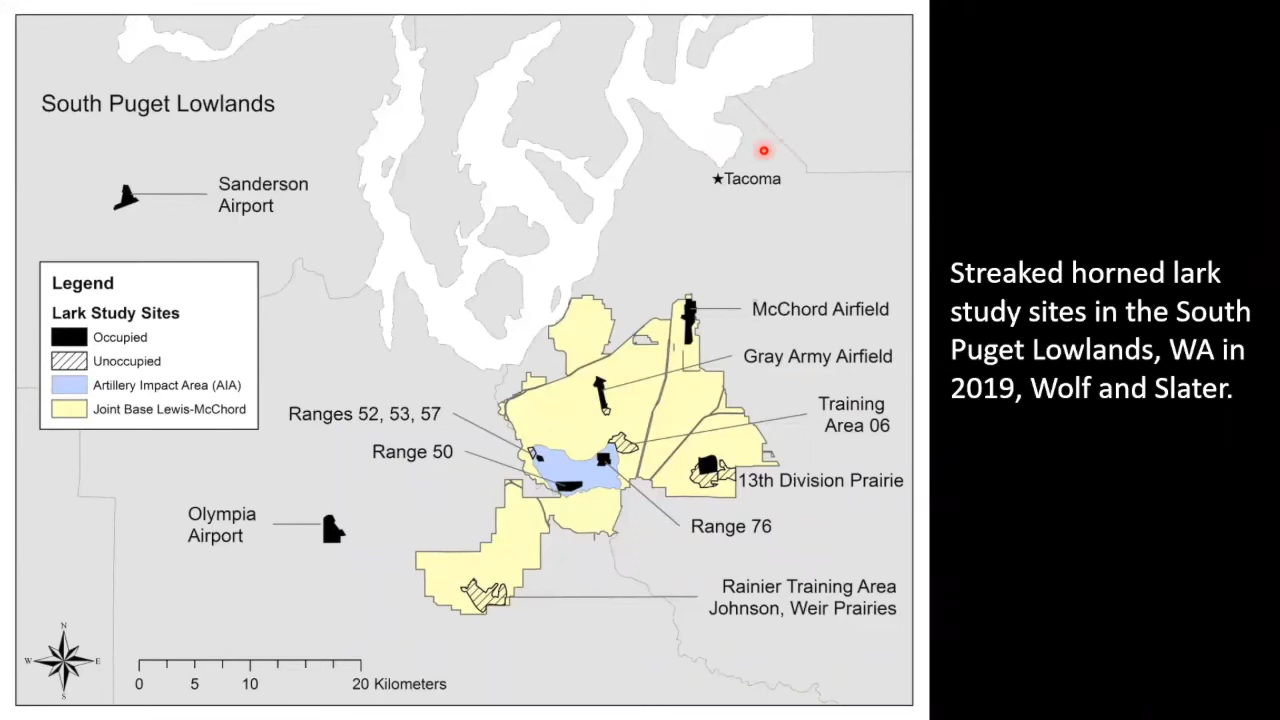 South Puget Lowlands
★Tacoma
Sanderson
Airport
Legend
Lark Study Sites
Occupied
Unoccupied
Artillery Impact Area (AIA)
Joint Base Lewis-McChord
McChord Airfield
Gray Army Airfield
Training
Area 06
Ranges 52, 53, 57
Range 50
13th Division Prairie
Range 76
Olympia
Airport
Rainier Training Area
Johnson, Weir Prairies
N
W E
S
0 5 10 20 Kilometers
Streaked horned lark
study sites in the South
Puget Lowlands, WA in
2019, Wolf and Slater.